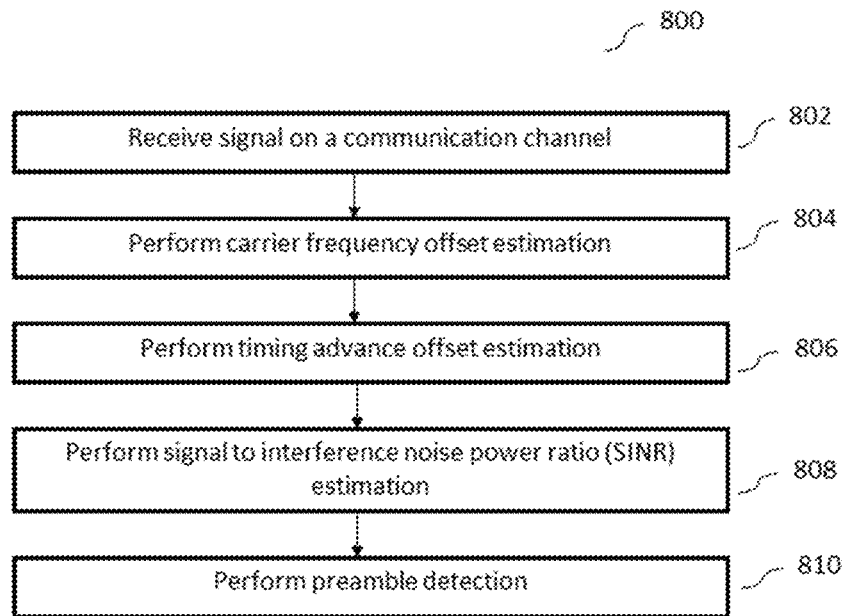 800
Receive signal on a communication channel
802
Perform carrier frequency offset estimation
804
Perform timing advance offset estimation
806
Perform signal to interference noise power ratio (SINR)
estimation
808
Perform preamble detection
810